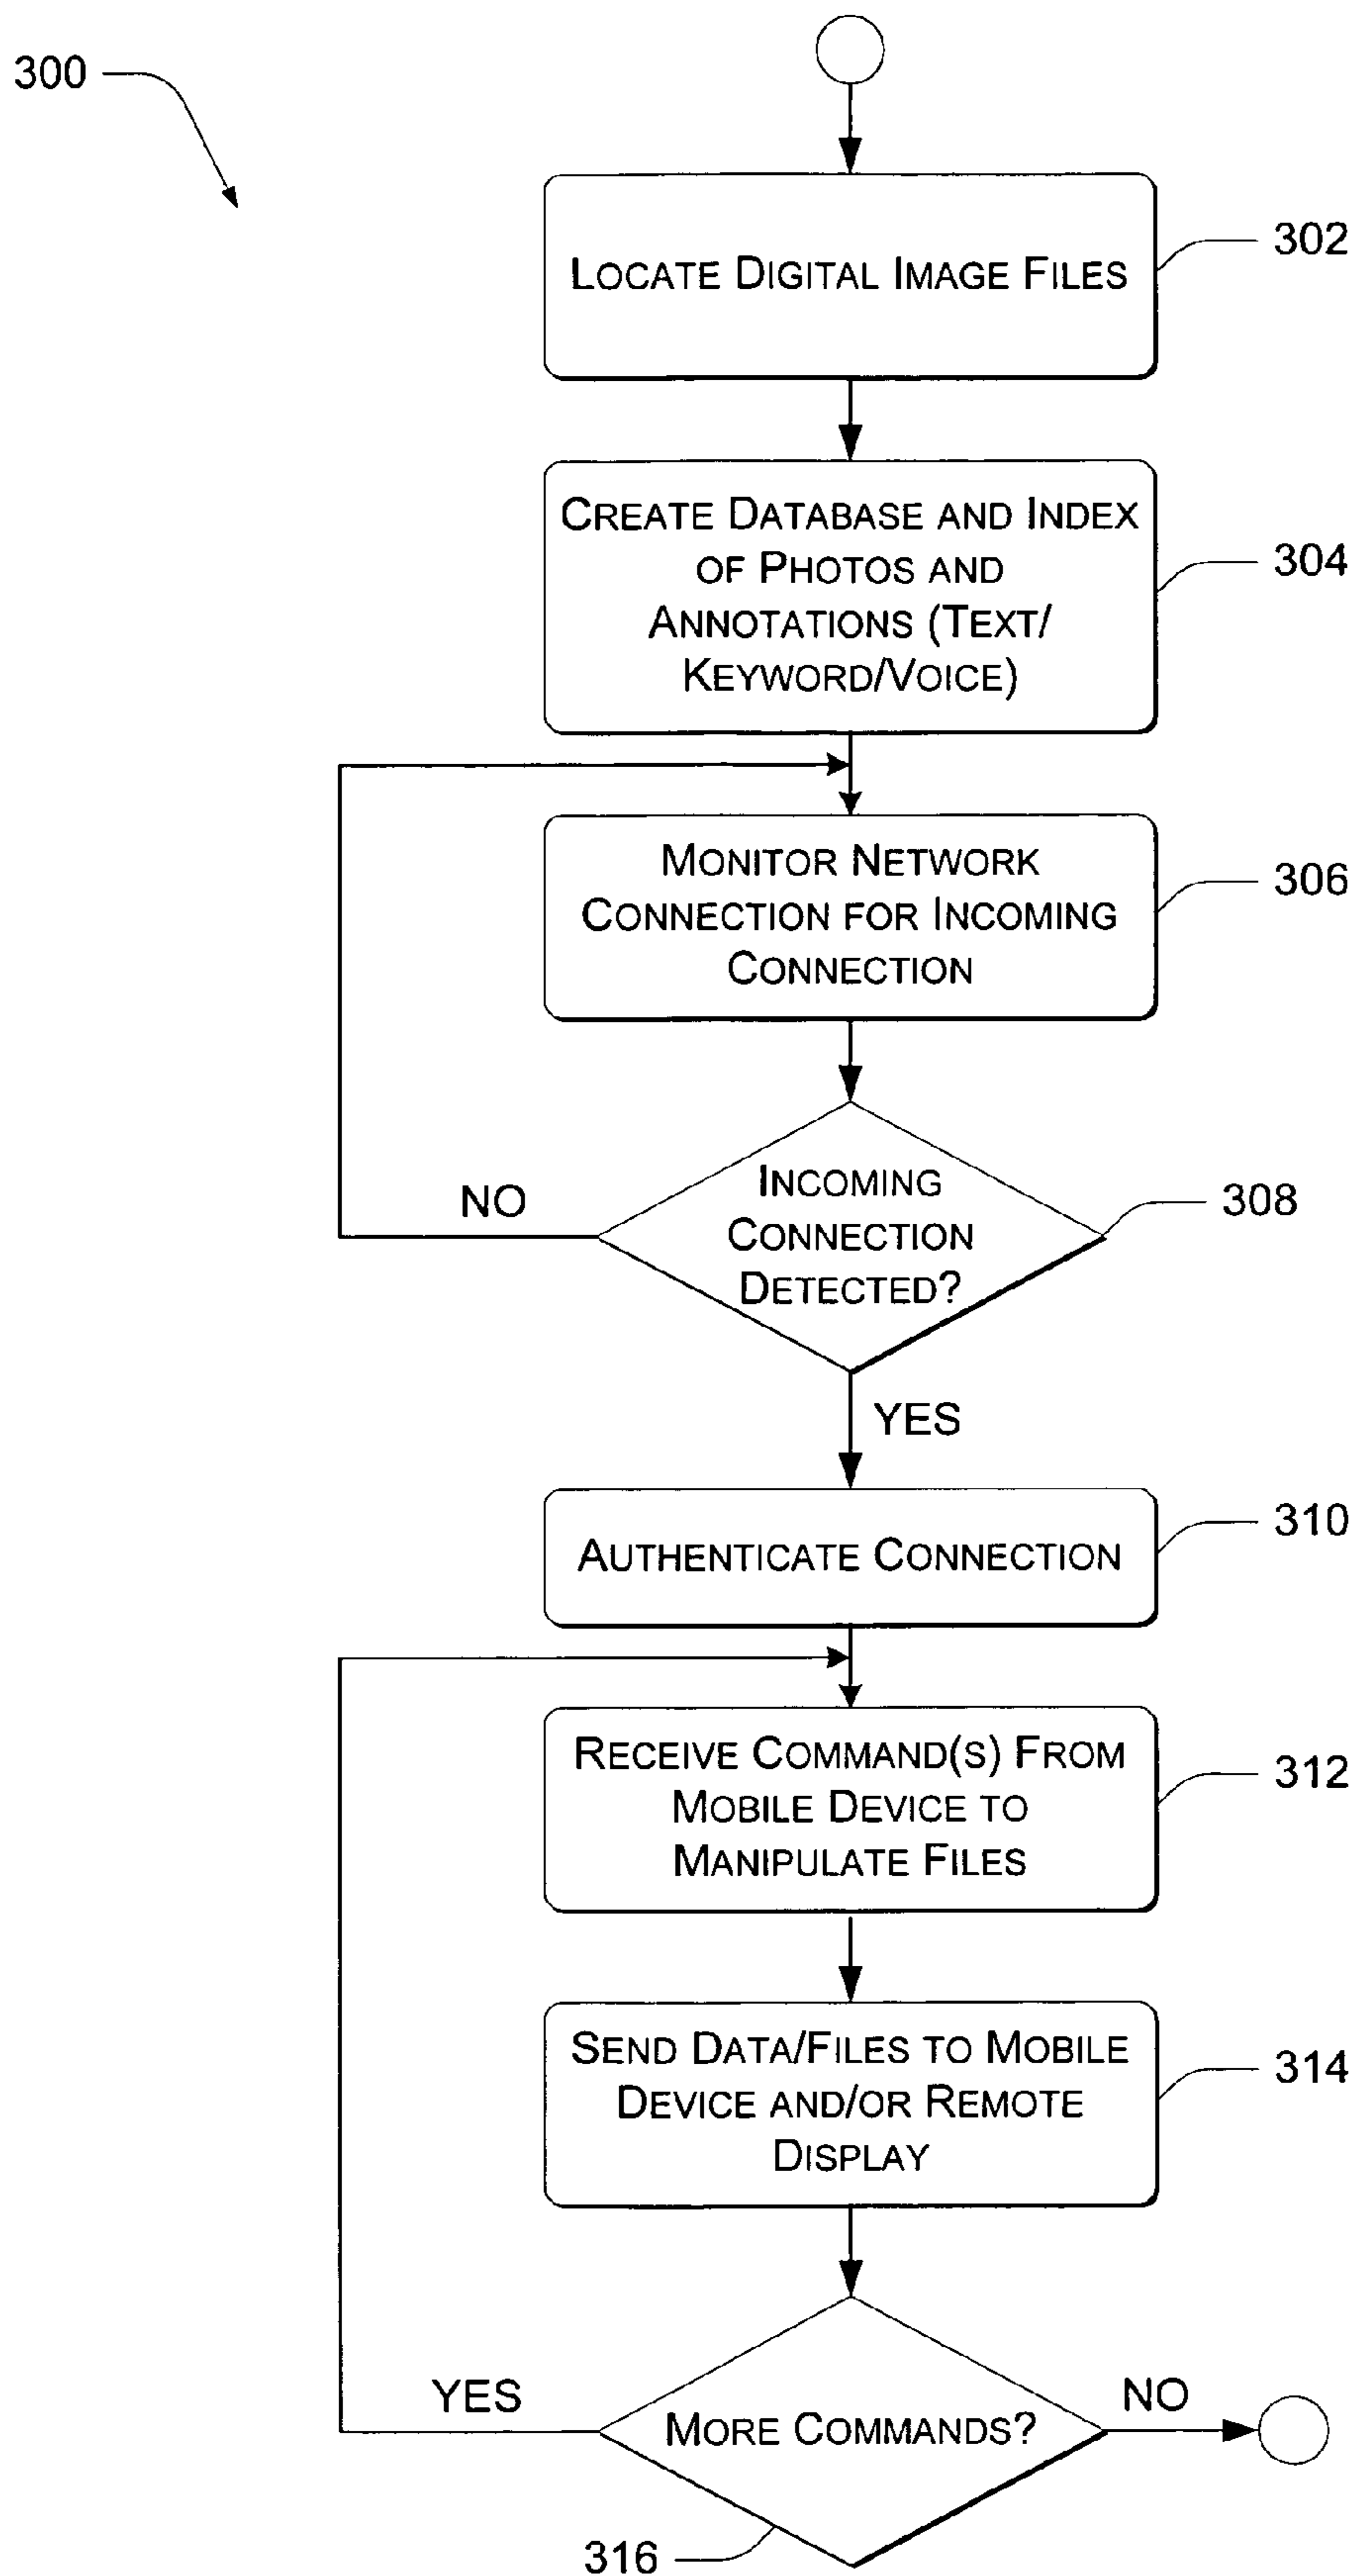 300
LOCATE DIGITAL IMAGE FILES
302
CREATE DATABASE AND INDEX
OF PHOTOS AND
ANNOTATIONS (TEXT/
KEYWORD/VOICE)
304
MONITOR NETWORK
CONNECTION FOR INCOMING
CONNECTION
306
INCOMING
CONNECTION
DETECTED?
308
NO
YES
AUTHENTICATE CONNECTION
310
RECEIVE COMMAND(S) FROM
MOBILE DEVICE TO
MANIPULATE FILES
312
SEND DATA/FILES TO MOBILE
DEVICE AND/OR REMOTE
DISPLAY
314
YES
MORE COMMANDS?
NO
316